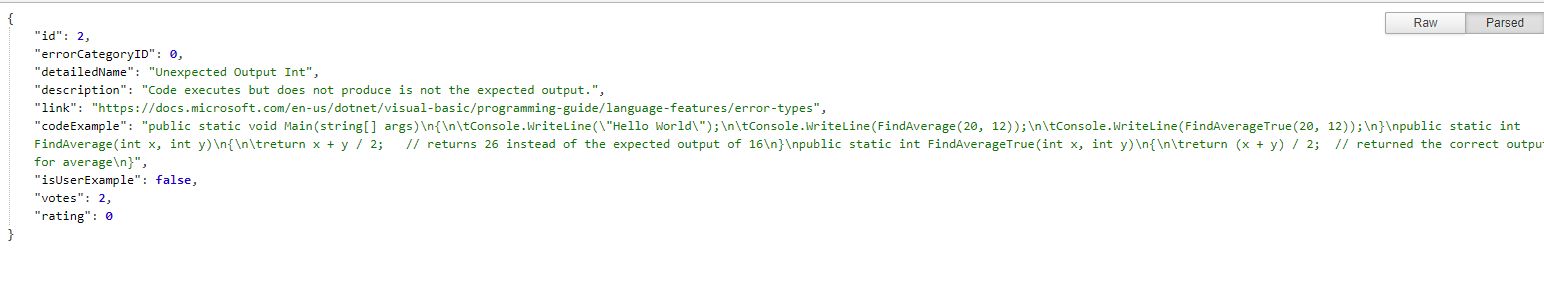 {
Raw Parsed
"id": 2,
"errorCategoryID": 0,
"detailedName": "Unexpected Output Int",
"description": "Code executes but does not produce is not the expected output.",
"link": "https://docs.microsoft.com/en-us/dotnet/visual-basic/programming-guide/language-features/error-types",
"codeExample": "public static void Main(string[] args)\n{\n\tConsole.WriteLine(\"Hello World\");\n\tConsole.WriteLine(FindAverage(20, 12));\n\tConsole.WriteLine(FindAverageTrue(20, 12));\n}\npublic static int
FindAverage(int x, int y)\n{\n\treturn x + y / 2;   // returns 26 instead of the expected output of 16\n}\npublic static int FindAverageTrue(int x, int y)\n{\n\treturn (x + y) / 2;  // returned the correct output
for average\n}",
"isUserExample": false,
"votes": 2,
"rating": 0
}